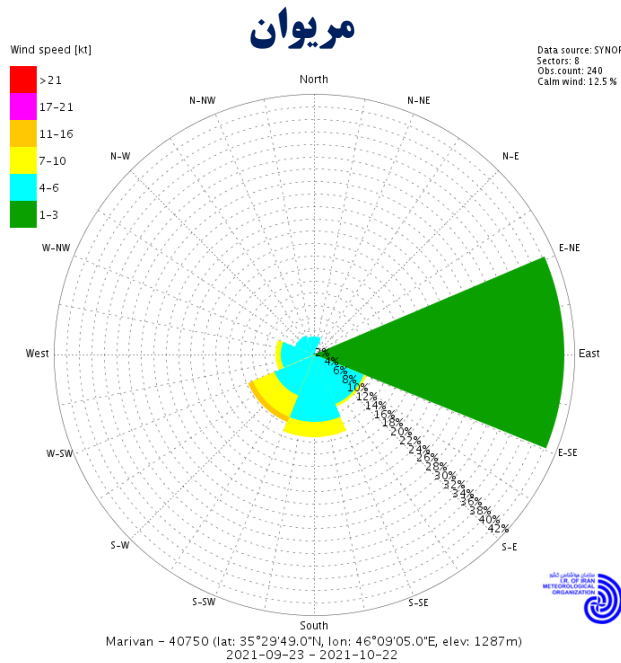 مریوان
Wind speed [kt]
>21
17-21
11-16
7-10
4-6
1-3
Data source: SYNOP
Sectors: 8
Obs.count: 240
Calm wind: 12.5 %
North
N-NW
N-NE
N-W
N-E
W-NW
E-NE
West
East
W-SW
E-SE
S-W
S-E
S-SW
S-SE
South
2%
4%
6%
8%
10%
12%
14%
16%
18%
20%
22%
24%
26%
28%
30%
32%
34%
36%
38%
40%
42%
سازمان هواشناسی کشور
I.R. OF IRAN
METEOROLOGICAL
ORGANIZATION
Marivan - 40750 (lat: 35°29'49.0"N, lon: 46°09'05.0"E, elev: 1287m)
2021-09-23 - 2021-10-22